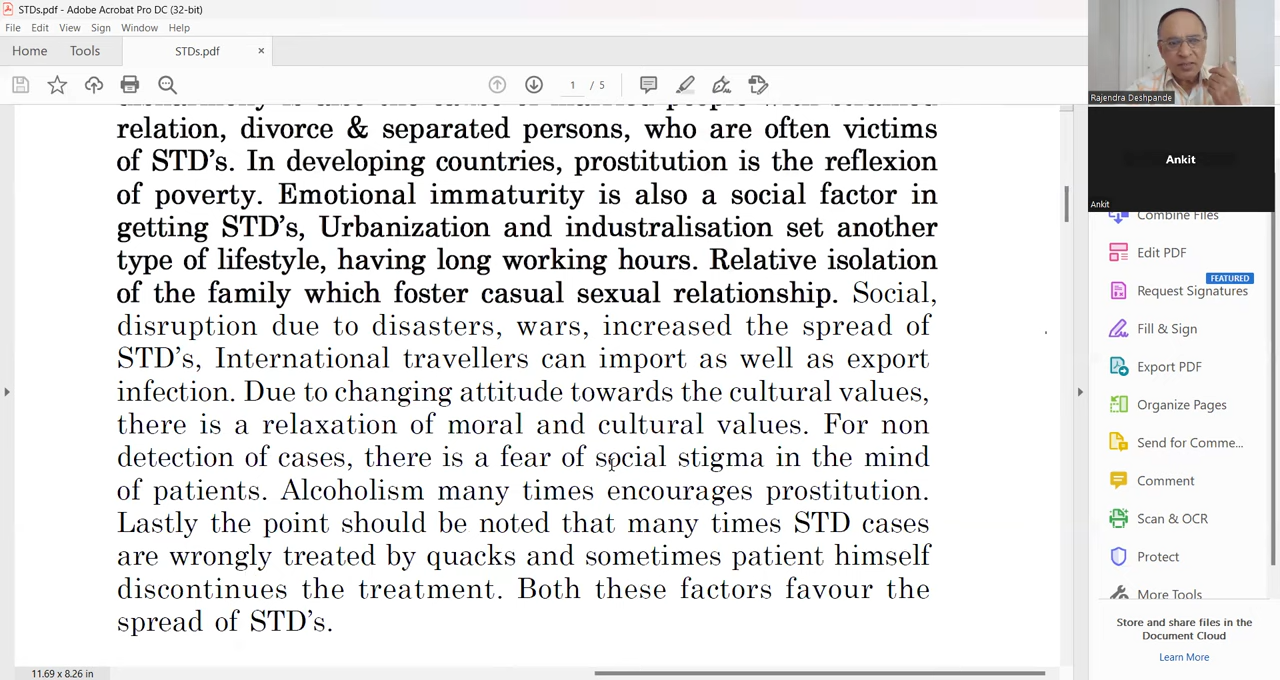 STDs.pdf - Adobe Acrobat Pro DC (32-bit)
File Edit View Sign Window Help
Home Tools STDs.pdf ×
1 / 5
relation, divorce & separated persons, who are often victims
of STD's. In developing countries, prostitution is the reflexion
of poverty. Emotional immaturity is also a social factor in
getting STD's, Urbanization and industralisation set another
type of lifestyle, having long working hours. Relative isolation
of the family which foster casual sexual relationship. Social,
disruption due to disasters, wars, increased the spread of
STD's, International travellers can import as well as export
infection. Due to changing attitude towards the cultural values,
there is a relaxation of moral and cultural values. For non
detection of cases, there is a fear of social stigma in the mind
of patients. Alcoholism many times encourages prostitution.
Lastly the point should be noted that many times STD cases
are wrongly treated by quacks and sometimes patient himself
discontinues the treatment. Both these factors favour the
spread of STD's.
11.69 x 8.26 in
Rajendra Deshpande
Ankit
Ankit
Combine Files
Edit PDF
FEATURED
Request Signatures
Fill & Sign
Export PDF
Organize Pages
Send for Comme...
Comment
Scan & OCR
Protect
More Tools
Store and share files in the
Document Cloud
Learn More